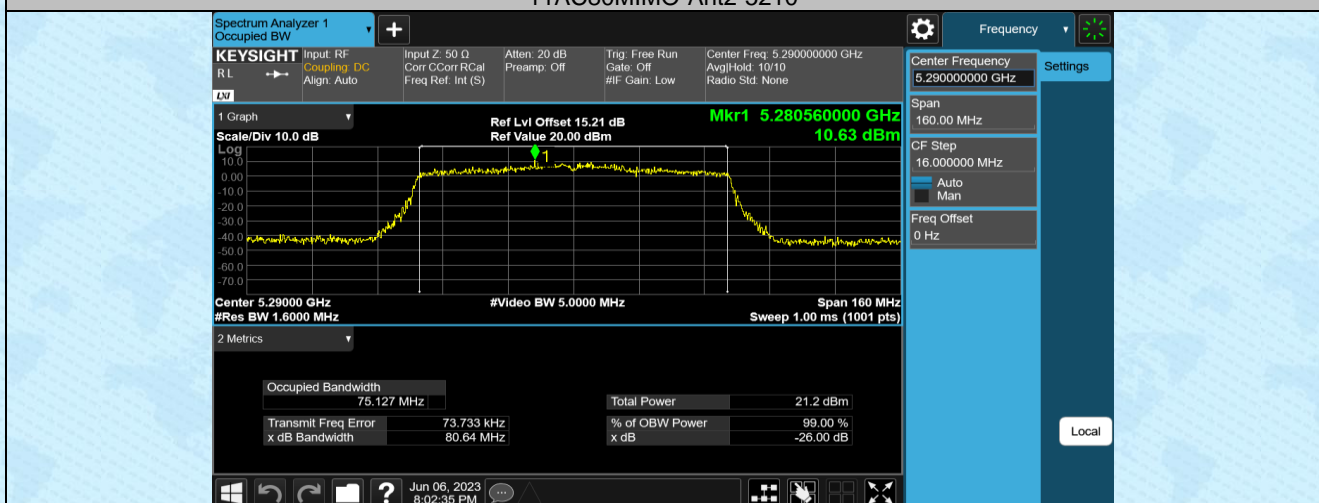 11AC80MIMO-Ant2-5210
Spectrum Analyzer 1
Occupied BW
Frequency
KEYSIGHT
R L
LXI
Input: RF
Coupling: DC
Align: Auto
Input Z: 50 Ω
Corr CCorr RCal
Freq Ref: Int (S)
Atten: 20 dB
Preamp: Off
Trig: Free Run
Gate: Off
#IF Gain: Low
Center Freq: 5.290000000 GHz
Avg|Hold: 10/10
Radio Std: None
Center Frequency
5.290000000 GHz
Settings
Span
160.00 MHz
CF Step
16.000000 MHz
Auto
Man
Freq Offset
0 Hz
Local
1 Graph
Scale/Div 10.0 dB
Ref Lvl Offset 15.21 dB
Ref Value 20.00 dBm
Mkr1 5.280560000 GHz
10.63 dBm
Log
10.0
0.00
-10.0
-20.0
-30.0
-40.0
-50.0
-60.0
-70.0
1
Center 5.29000 GHz
#Res BW 1.6000 MHz
#Video BW 5.0000 MHz
Span 160 MHz
Sweep 1.00 ms (1001 pts)
2 Metrics
Occupied Bandwidth
75.127 MHz
Total Power 21.2 dBm
Transmit Freq Error 73.733 kHz
% of OBW Power 99.00 %
x dB Bandwidth 80.64 MHz
x dB -26.00 dB
Jun 06, 2023
8:02:35 PM